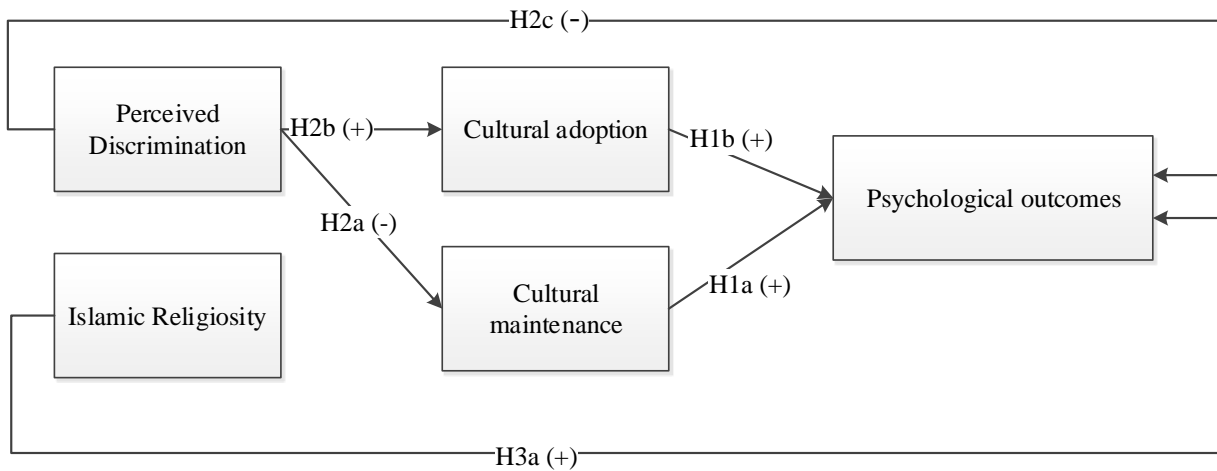 H2c (-)
Perceived
Discrimination
H2b (+)
Cultural adoption
H1b (+)
Psychological outcomes
H2a (-)
Islamic Religiosity
Cultural
maintenance
H1a (+)
H3a (+)